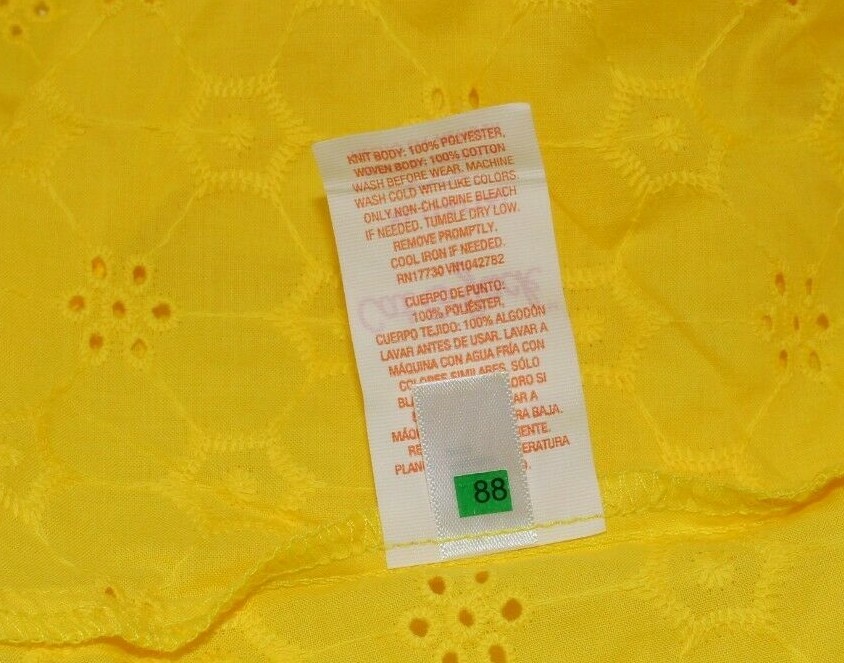 KNIT BODY: 100% POLYESTER,
WOVEN BODY: 100% COTTON
WASH BEFORE WEAR. MACHINE
WASH COLD WITH LIKE COLORS
ONLY NON-CHLORINE BLEACH
IF NEEDED. TUMBLE DRY LOW.
REMOVE PROMPTLY.
COOL IRON IF NEEDED.
RN17730 VN1042782
CUERPO DE PUNTO:
100% POLIÉSTER,
CUERPO TEJIDO: 100% ALGODÓN
LAVAR ANTES DE USAR. LAVAR A
MÁQUINA CON AGUA FRÍA CON
COLORES SIMILARES. SÓLO
SI
A
BAJA.
88